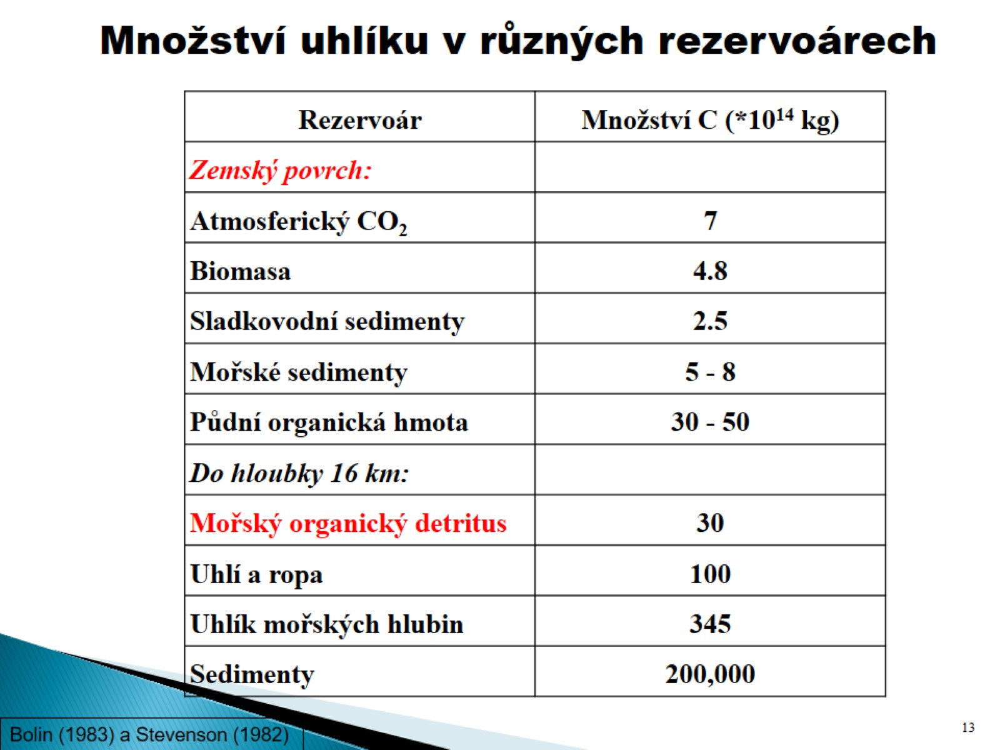 Množství uhlíku v různých rezervoárech
Rezervoár Množství C (*10¹⁴ kg)
Zemský povrch:
Atmosferický CO₂ 7
Biomasa 4.8
Sladkovodní sedimenty 2.5
Mořské sedimenty 5 - 8
Půdní organická hmota 30 - 50
Do hloubky 16 km:
Mořský organický detritus 30
Uhlí a ropa 100
Uhlík mořských hlubin 345
Sedimenty 200,000
Bolin (1983) a Stevenson (1982)
13